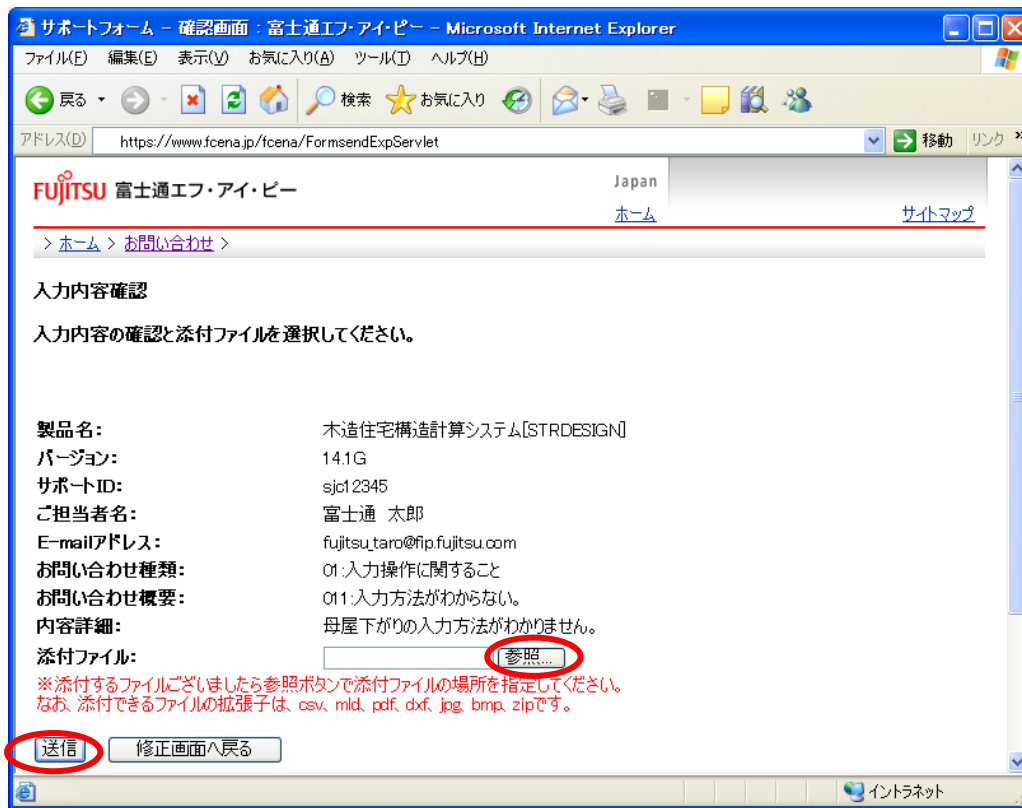 サポートフォーム - 確認画面 : 富士通エフ・アイ・ピー - Microsoft Internet Explorer
ファイル(F) 編集(E) 表示(V) お気に入り(A) ツール(T) ヘルプ(H)
戻る 検索 お気に入り
アドレス(D) https://www.fcena.jp/fcena/FormsendExpServlet 移動 リンク »
FUJITSU 富士通エフ・アイ・ピー Japan
ホーム サイトマップ
> ホーム > お問い合わせ >
入力内容確認
入力内容の確認と添付ファイルを選択してください。
製品名: 木造住宅構造計算システム[STRDESIGN]
バージョン: 14.1G
サポートID: sjc12345
ご担当者名: 富士通 太郎
E-mailアドレス: fujitsu_taro@fip.fujitsu.com
お問い合わせ種類: 01:入力操作に関すること
お問い合わせ概要: 011:入力方法がわからない。
内容詳細: 母屋下がりの入力方法がわかりません。
添付ファイル: 参照...
※添付するファイルございましたら参照ボタンで添付ファイルの場所を指定してください。
なお、添付できるファイルの拡張子は、csv、mld、pdf、dxf、jpg、bmp、zipです。
送信 修正画面へ戻る
イントラネット